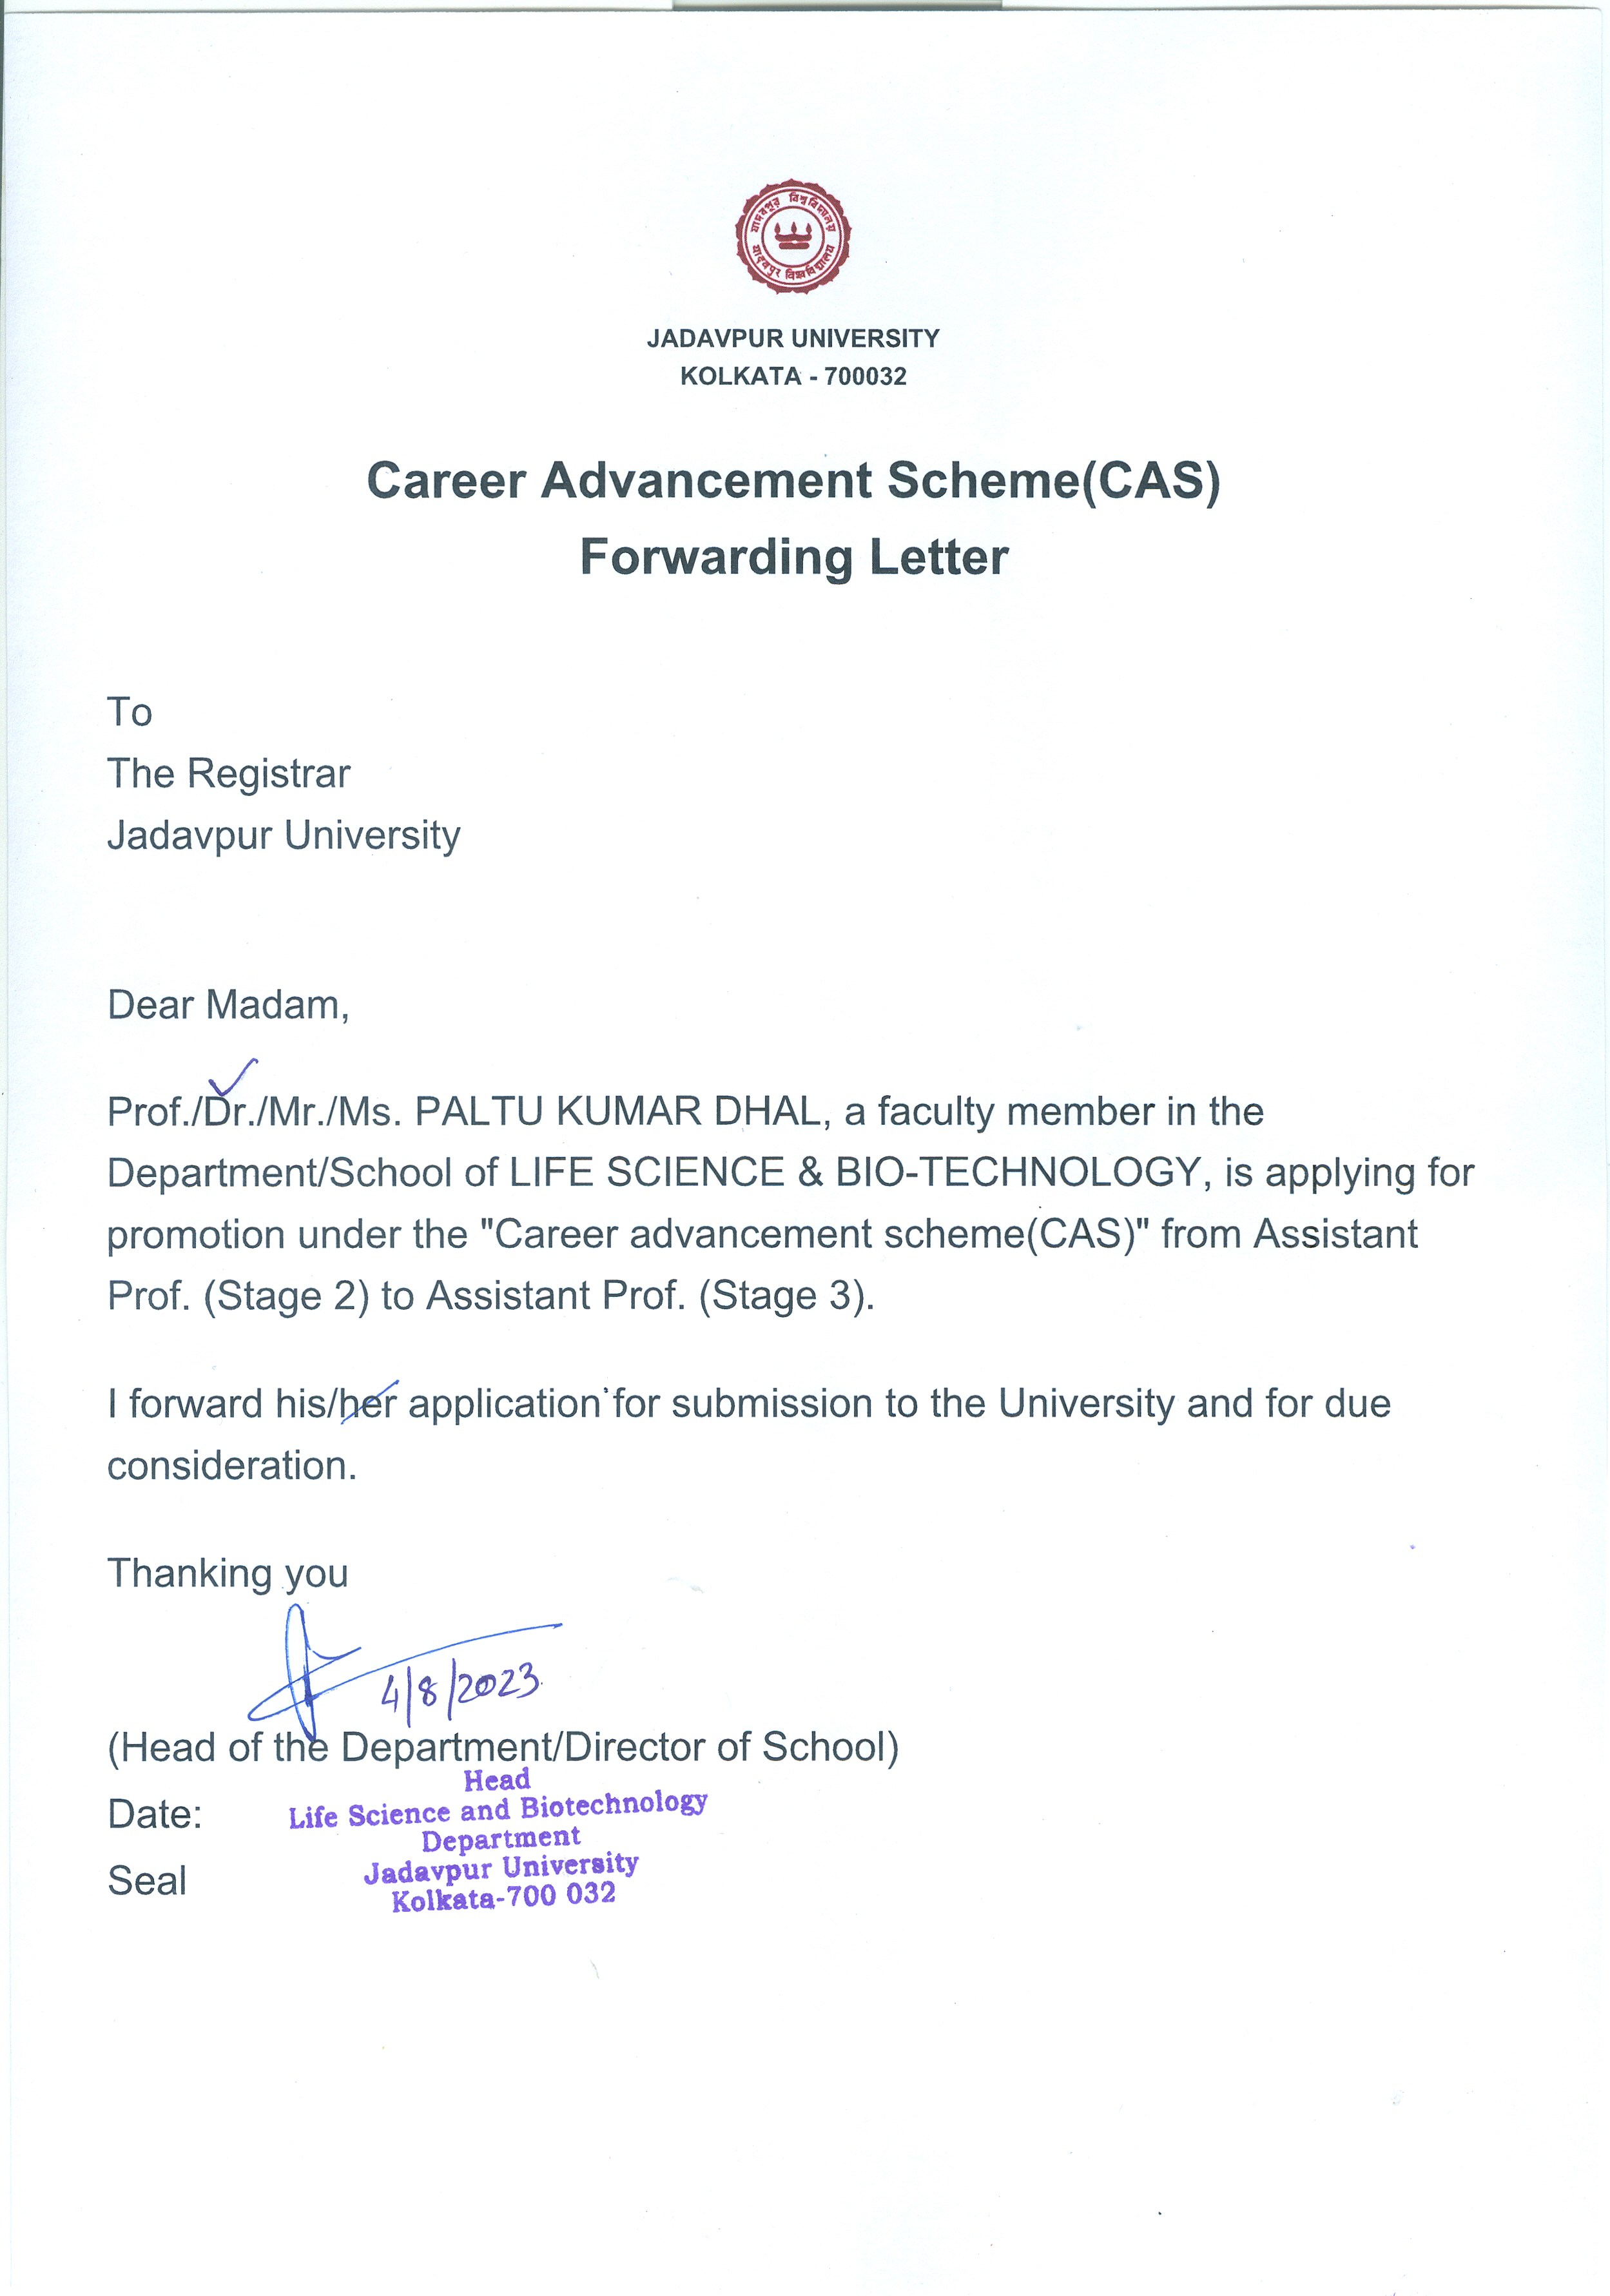 যাদবপুর বিশ্ববিদ্যালয়
यादवपुर विश्वविद्यालय
JADAVPUR UNIVERSITY
KOLKATA - 700032
Career Advancement Scheme(CAS)
Forwarding Letter
To
The Registrar
Jadavpur University
Dear Madam,
Prof./Dr./Mr./Ms. PALTU KUMAR DHAL, a faculty member in the
Department/School of LIFE SCIENCE & BIO-TECHNOLOGY, is applying for
promotion under the "Career advancement scheme(CAS)" from Assistant
Prof. (Stage 2) to Assistant Prof. (Stage 3).
I forward his/her application for submission to the University and for due
consideration.
Thanking you
4/8/2023
(Head of the Department/Director of School)
Head
Date:
Life Science and Biotechnology
Department
Seal
Jadavpur University
Kolkata-700 032